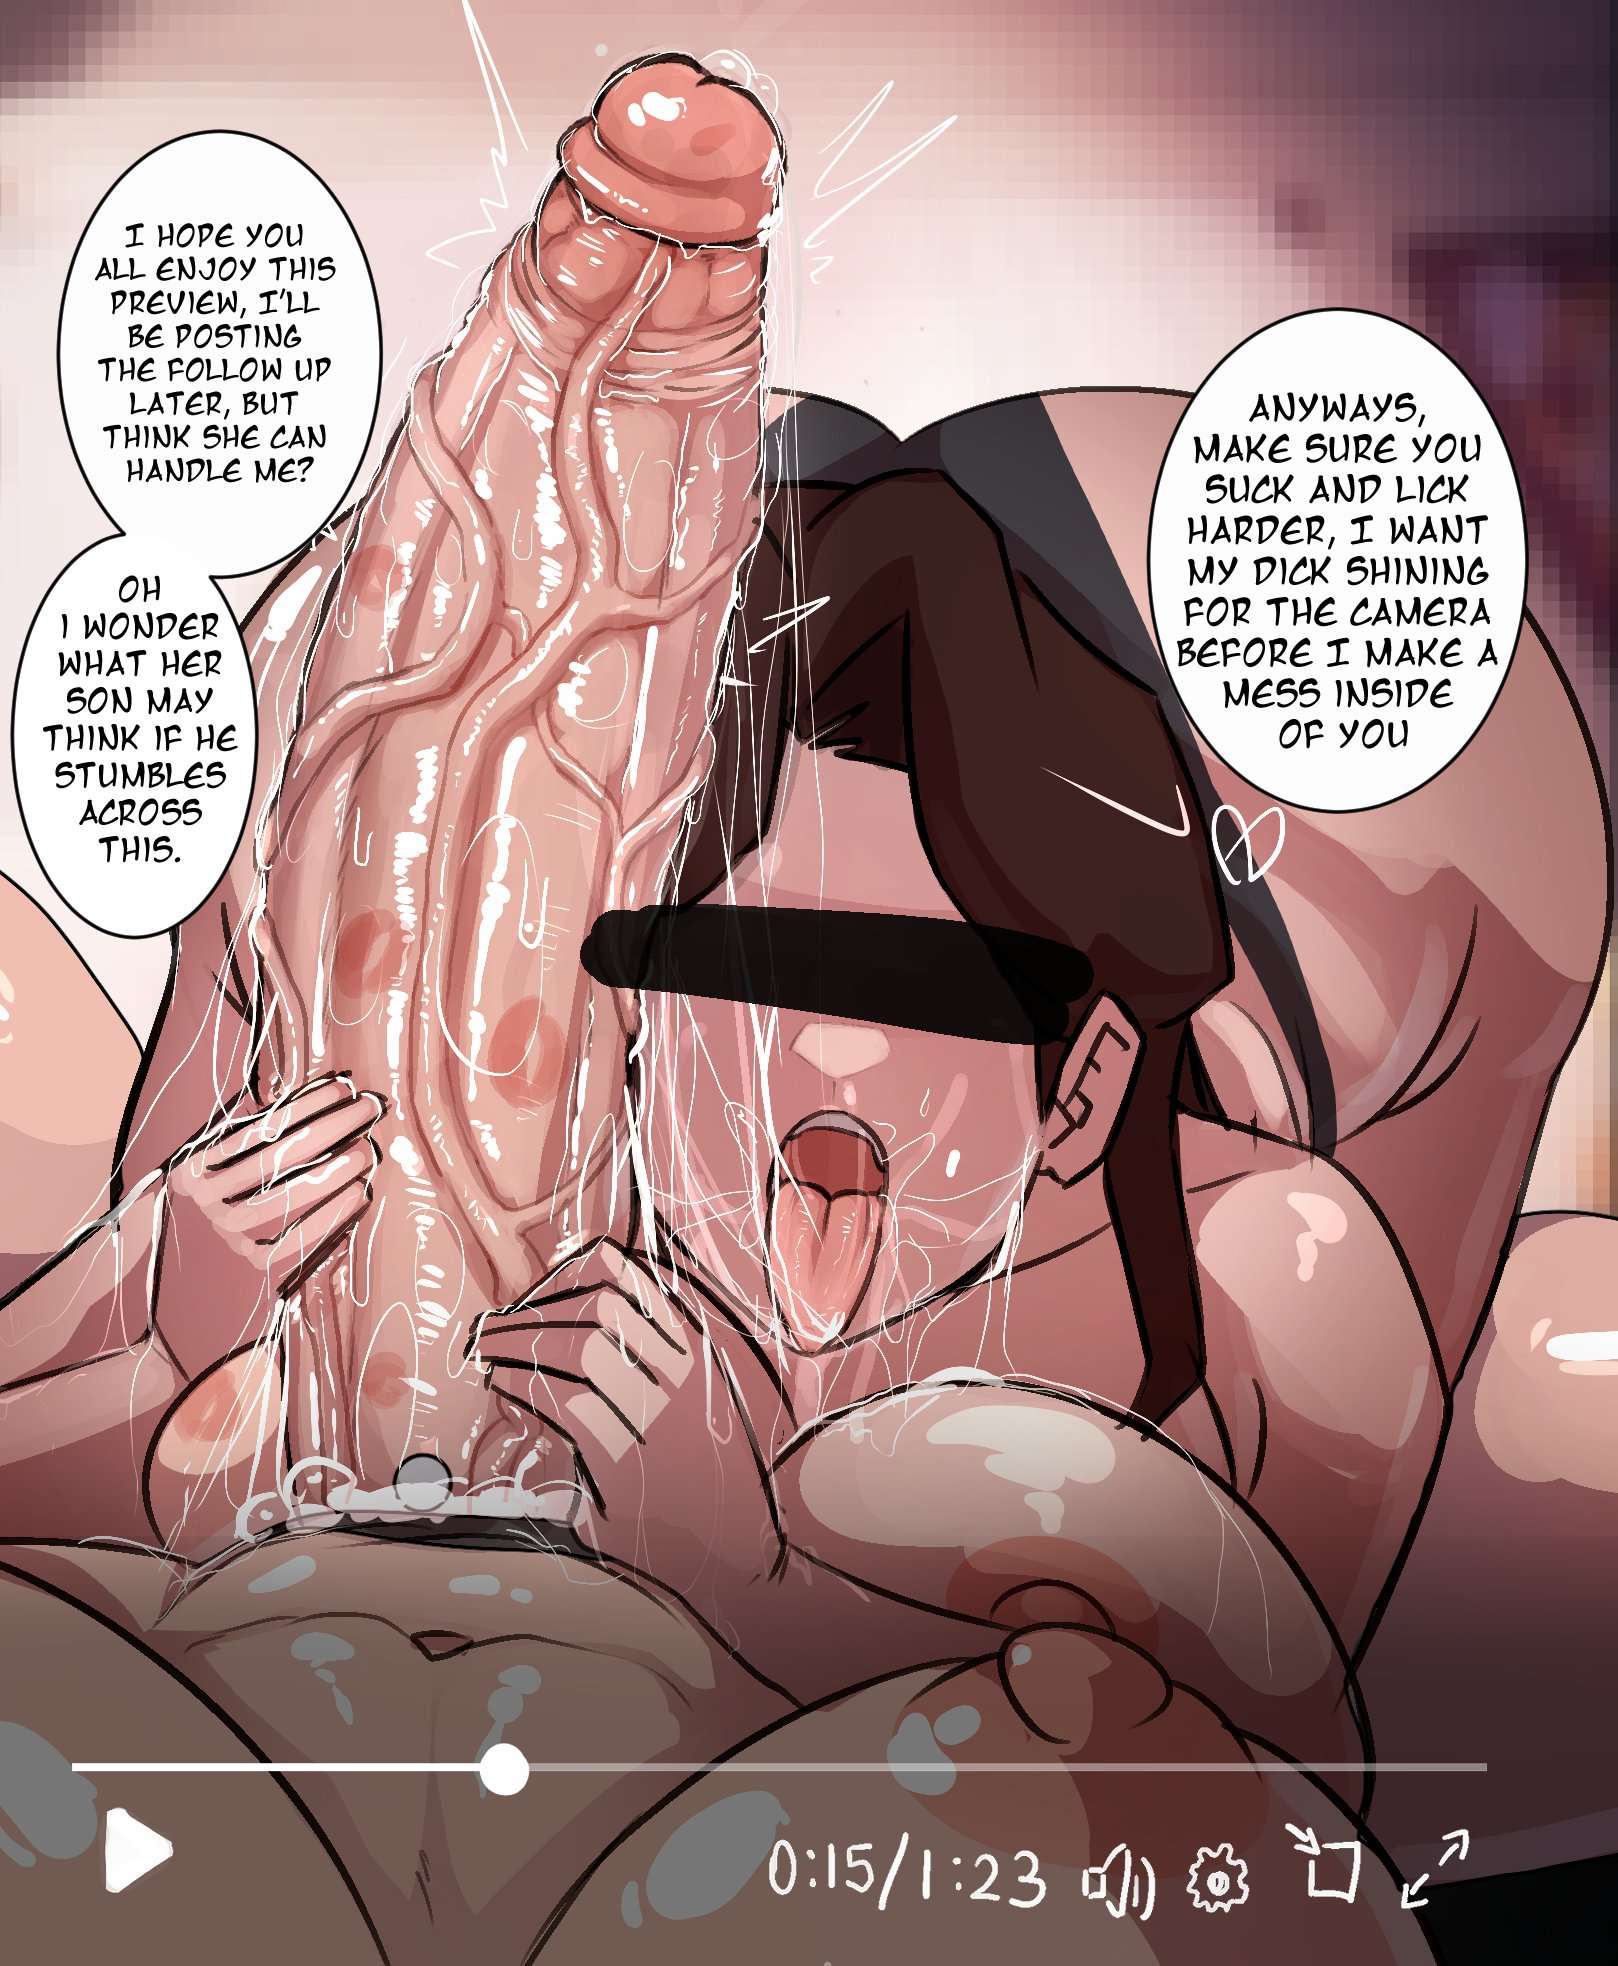 I HOPE YOU
ALL ENJOY THIS
PREVIEW, I'LL
BE POSTING
THE FOLLOW UP
LATER, BUT
THINK SHE CAN
HANDLE ME?
OH
I WONDER
WHAT HER
SON MAY
THINK IF HE
STUMBLES
ACROSS
THIS.
ANYWAYS,
MAKE SURE YOU
SUCK AND LICK
HARDER, I WANT
MY DICK SHINING
FOR THE CAMERA
BEFORE I MAKE A
MESS INSIDE
OF YOU
0:15/1:23